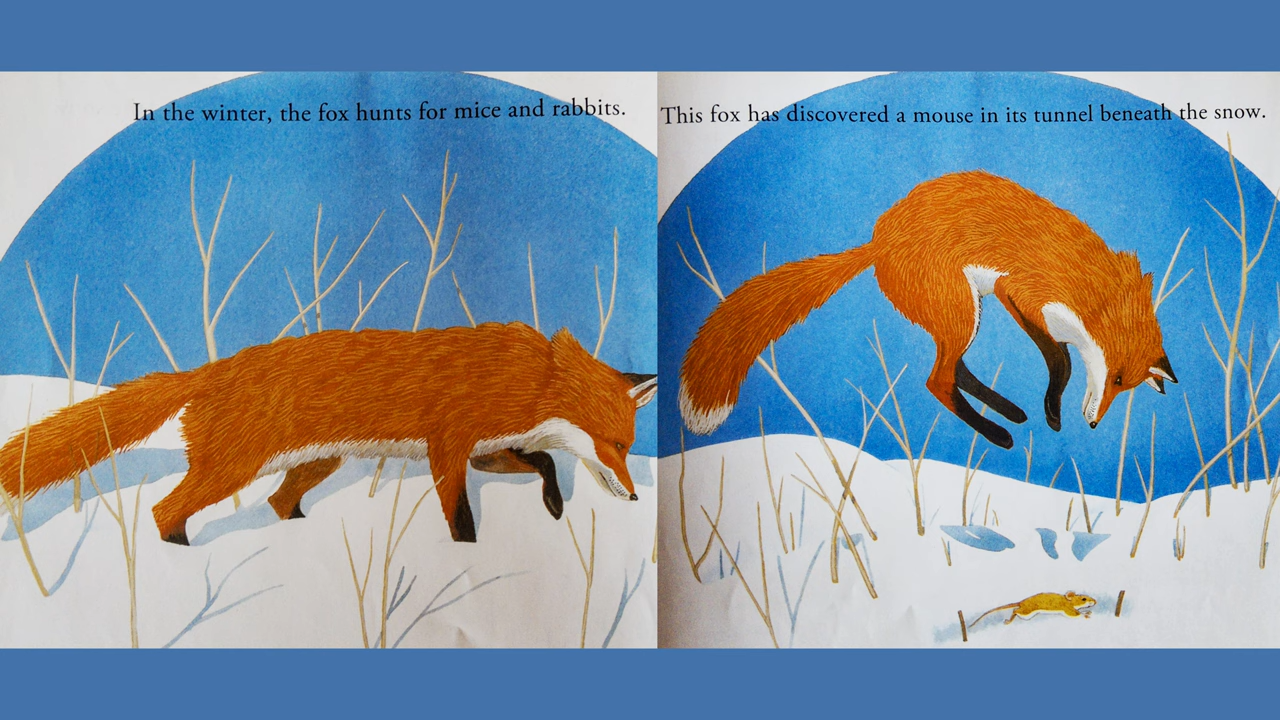 In the winter, the fox hunts for mice and rabbits.
This fox has discovered a mouse in its tunnel beneath the snow.